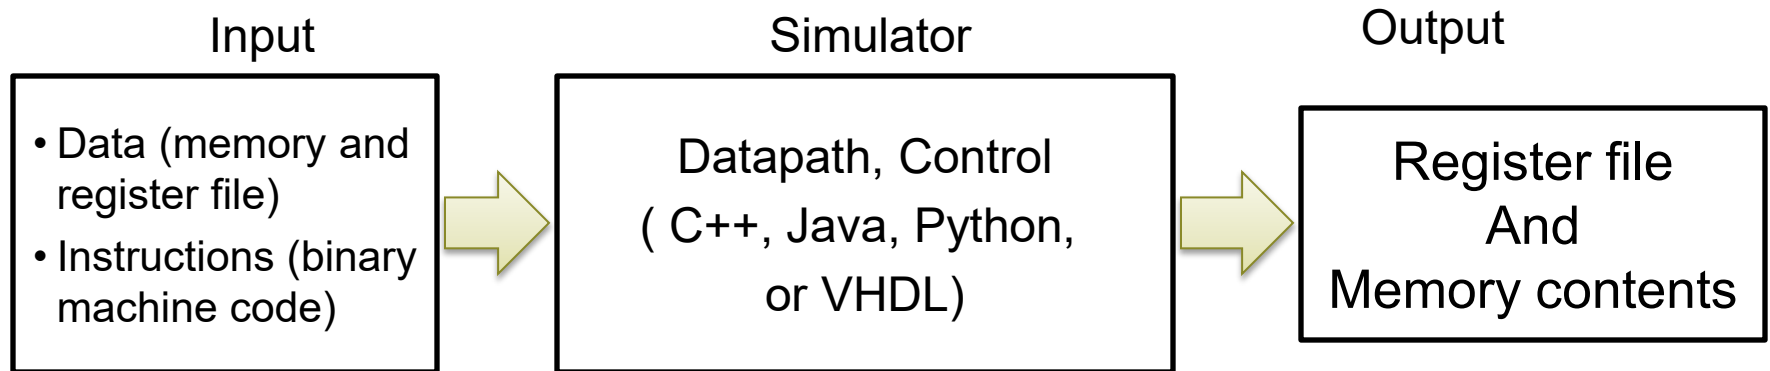 Input
• Data (memory and
register file)
• Instructions (binary
machine code)
Simulator
Datapath, Control
( C++, Java, Python,
or VHDL)
Output
Register file
And
Memory contents